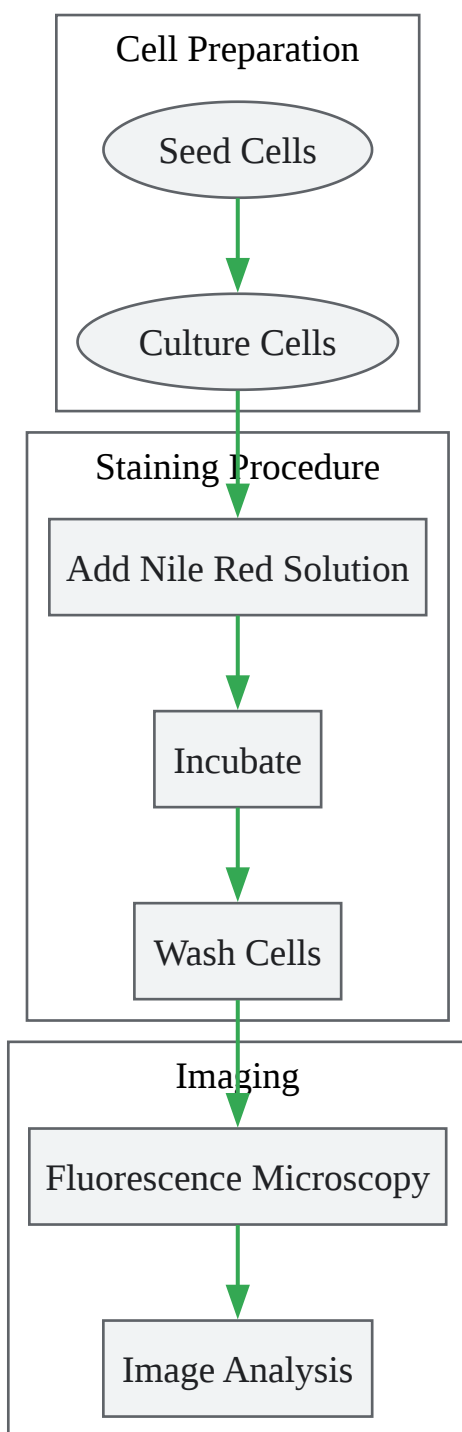 Cell Preparation
Seed Cells
Culture Cells
Staining Procedure
Add Nile Red Solution
Incubate
Wash Cells
Imaging
Fluorescence Microscopy
Image Analysis